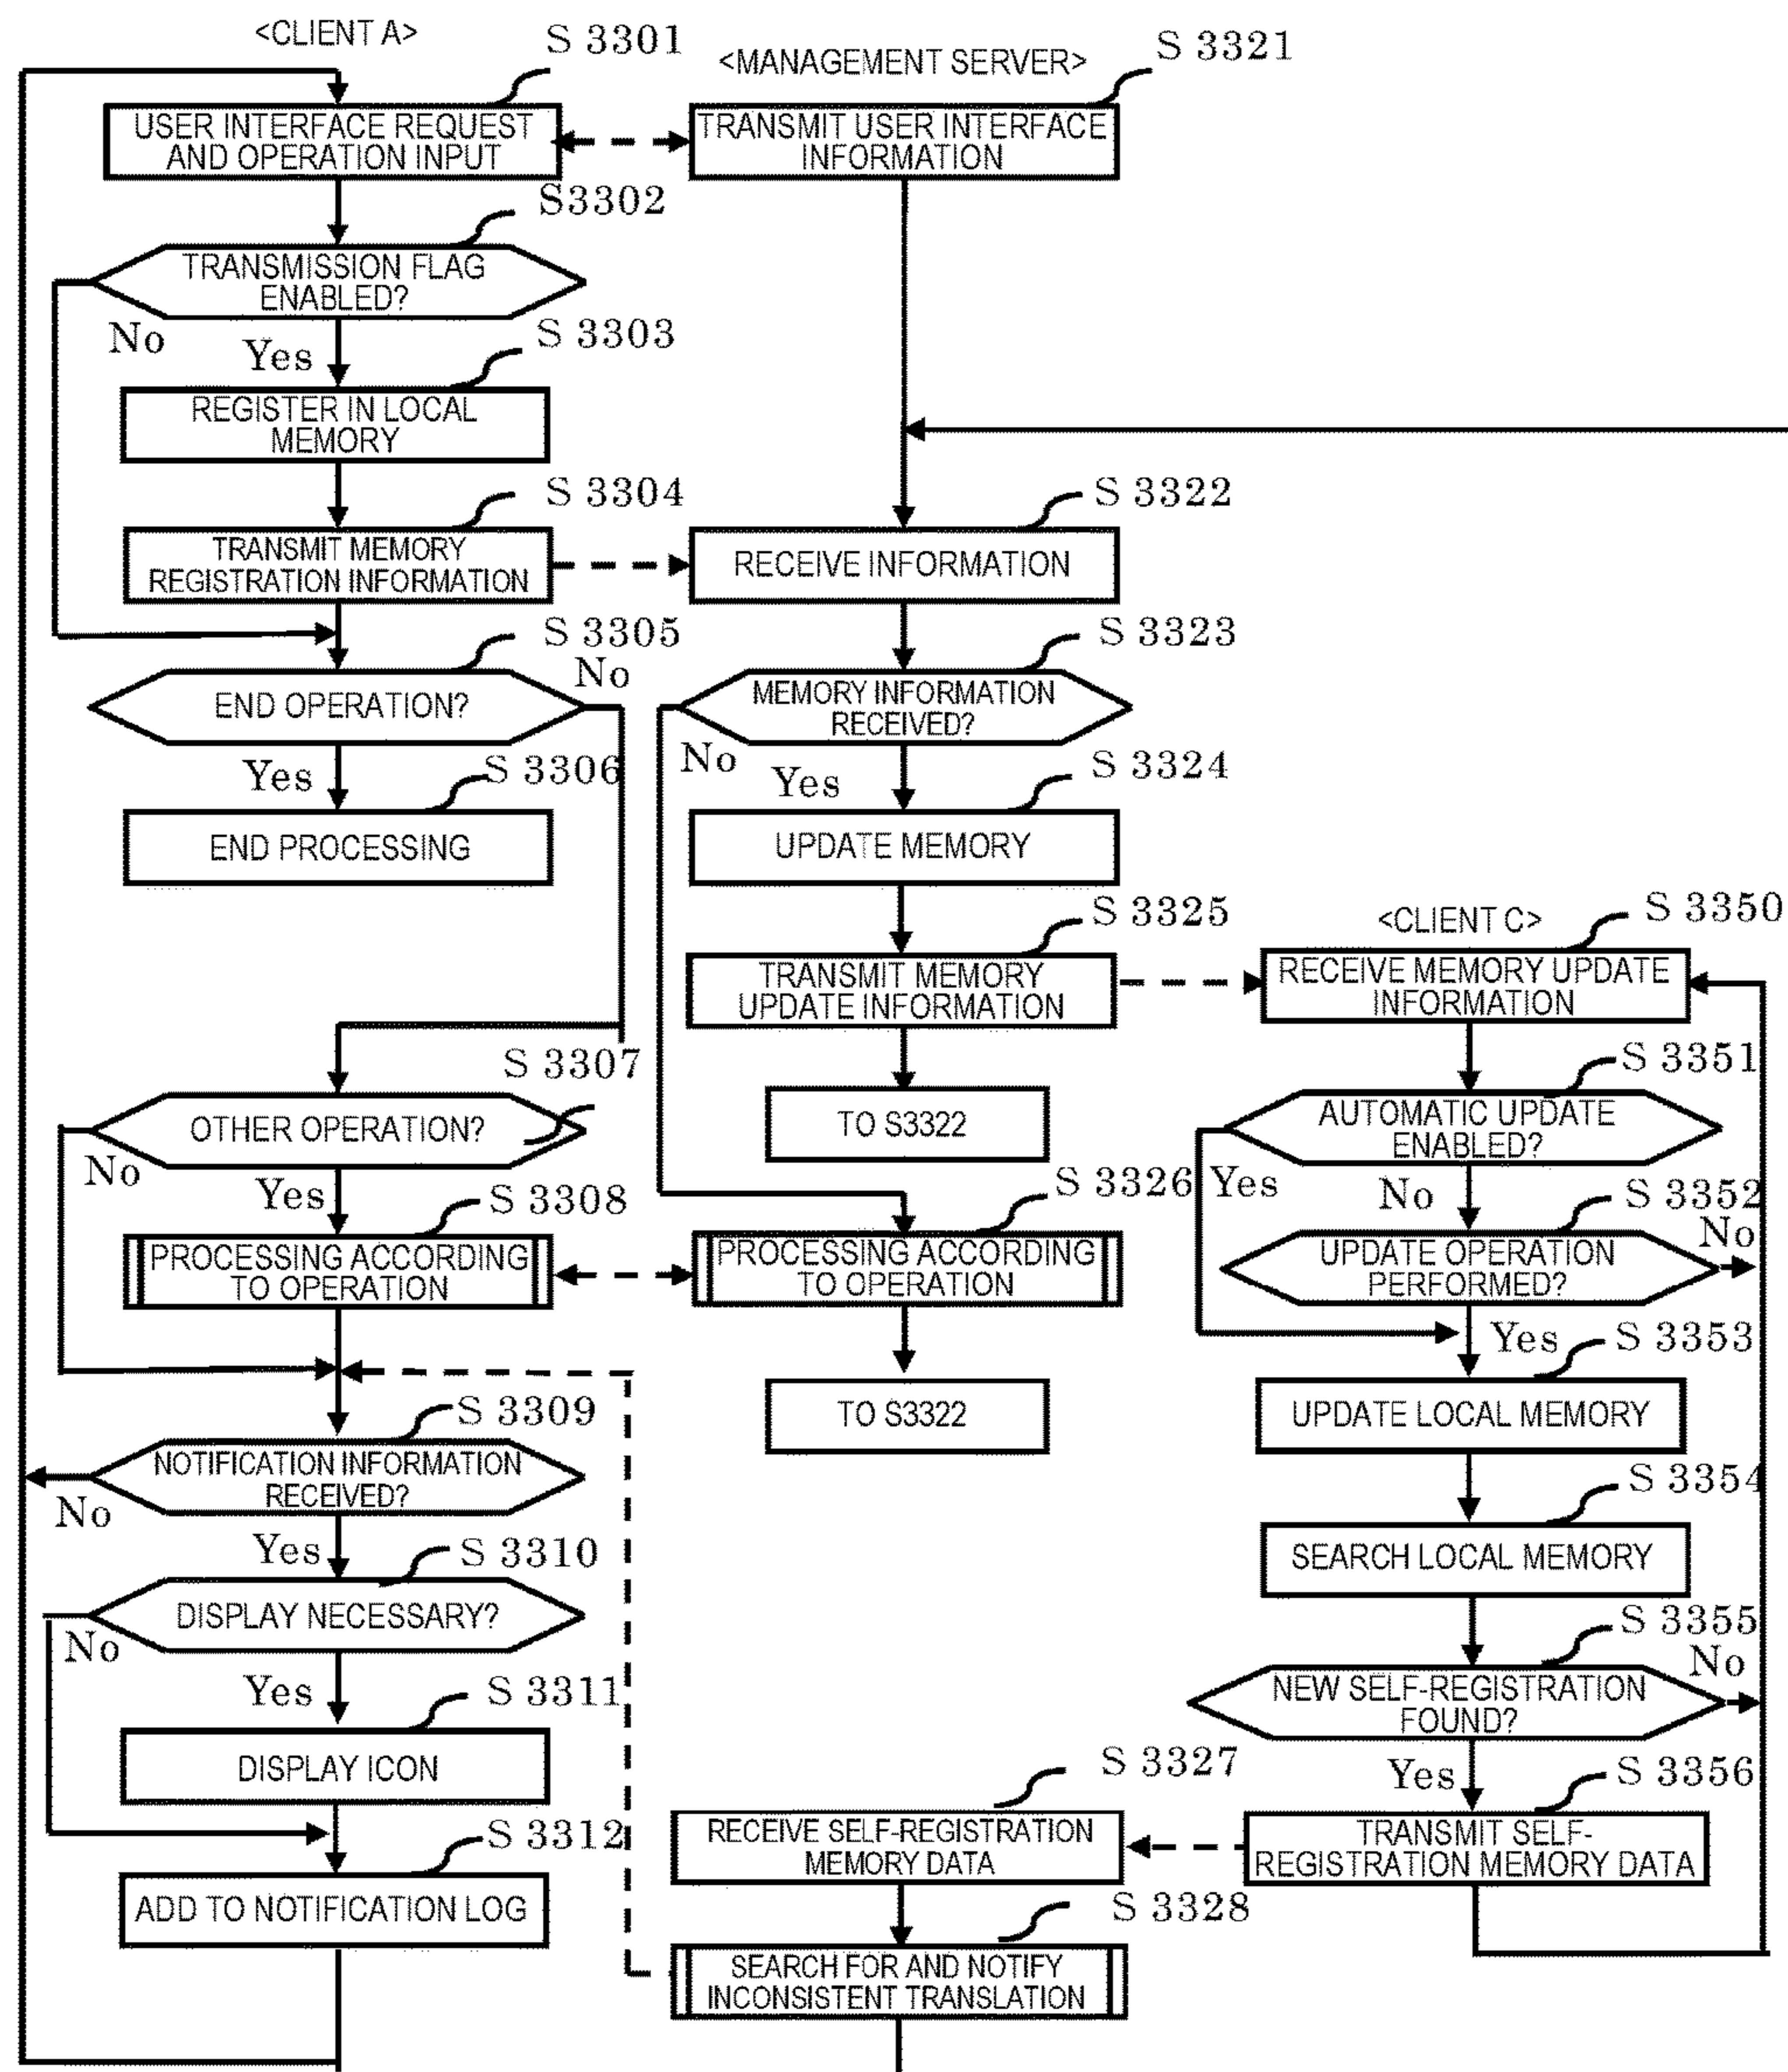 <CLIENT A>
S 3301
USER INTERFACE REQUEST
AND OPERATION INPUT
S3302
TRANSMISSION FLAG
ENABLED?
No
Yes
S 3303
REGISTER IN LOCAL
MEMORY
S 3304
TRANSMIT MEMORY
REGISTRATION INFORMATION
S 3305
END OPERATION?
No
Yes
S 3306
END PROCESSING
S 3307
OTHER OPERATION?
No
Yes
S 3308
PROCESSING ACCORDING
TO OPERATION
S 3309
NOTIFICATION INFORMATION
RECEIVED?
No
Yes
S 3310
DISPLAY NECESSARY?
No
Yes
S 3311
DISPLAY ICON
S 3312
ADD TO NOTIFICATION LOG
<MANAGEMENT SERVER>
S 3321
TRANSMIT USER INTERFACE
INFORMATION
S 3322
RECEIVE INFORMATION
S 3323
MEMORY INFORMATION
RECEIVED?
No
Yes
S 3324
UPDATE MEMORY
S 3325
TRANSMIT MEMORY
UPDATE INFORMATION
TO S3322
S 3326
PROCESSING ACCORDING
TO OPERATION
TO S3322
S 3327
RECEIVE SELF-REGISTRATION
MEMORY DATA
S 3328
SEARCH FOR AND NOTIFY
INCONSISTENT TRANSLATION
<CLIENT C>
S 3350
RECEIVE MEMORY UPDATE
INFORMATION
S 3351
AUTOMATIC UPDATE
ENABLED?
Yes
No
S 3352
UPDATE OPERATION
PERFORMED?
No
Yes
S 3353
UPDATE LOCAL MEMORY
S 3354
SEARCH LOCAL MEMORY
S 3355
NEW SELF-REGISTRATION
FOUND?
No
Yes
S 3356
TRANSMIT SELF-
REGISTRATION MEMORY DATA